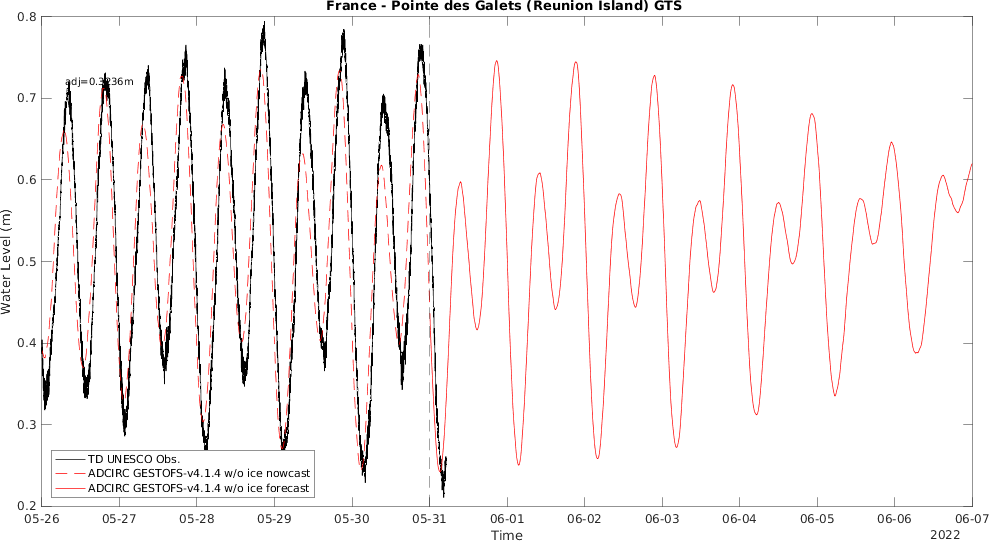 France - Pointe des Galets (Reunion Island) GTS
0.8
0.7
0.6
0.5
0.4
0.3
0.2
Water Level (m)
adj=0.3236m
TD UNESCO Obs.
ADCIRC GESTOFS-v4.1.4 w/o ice nowcast
ADCIRC GESTOFS-v4.1.4 w/o ice forecast
05-26 05-27 05-28 05-29 05-30 05-31 06-01 06-02 06-03 06-04 06-05 06-06 06-07
Time
2022